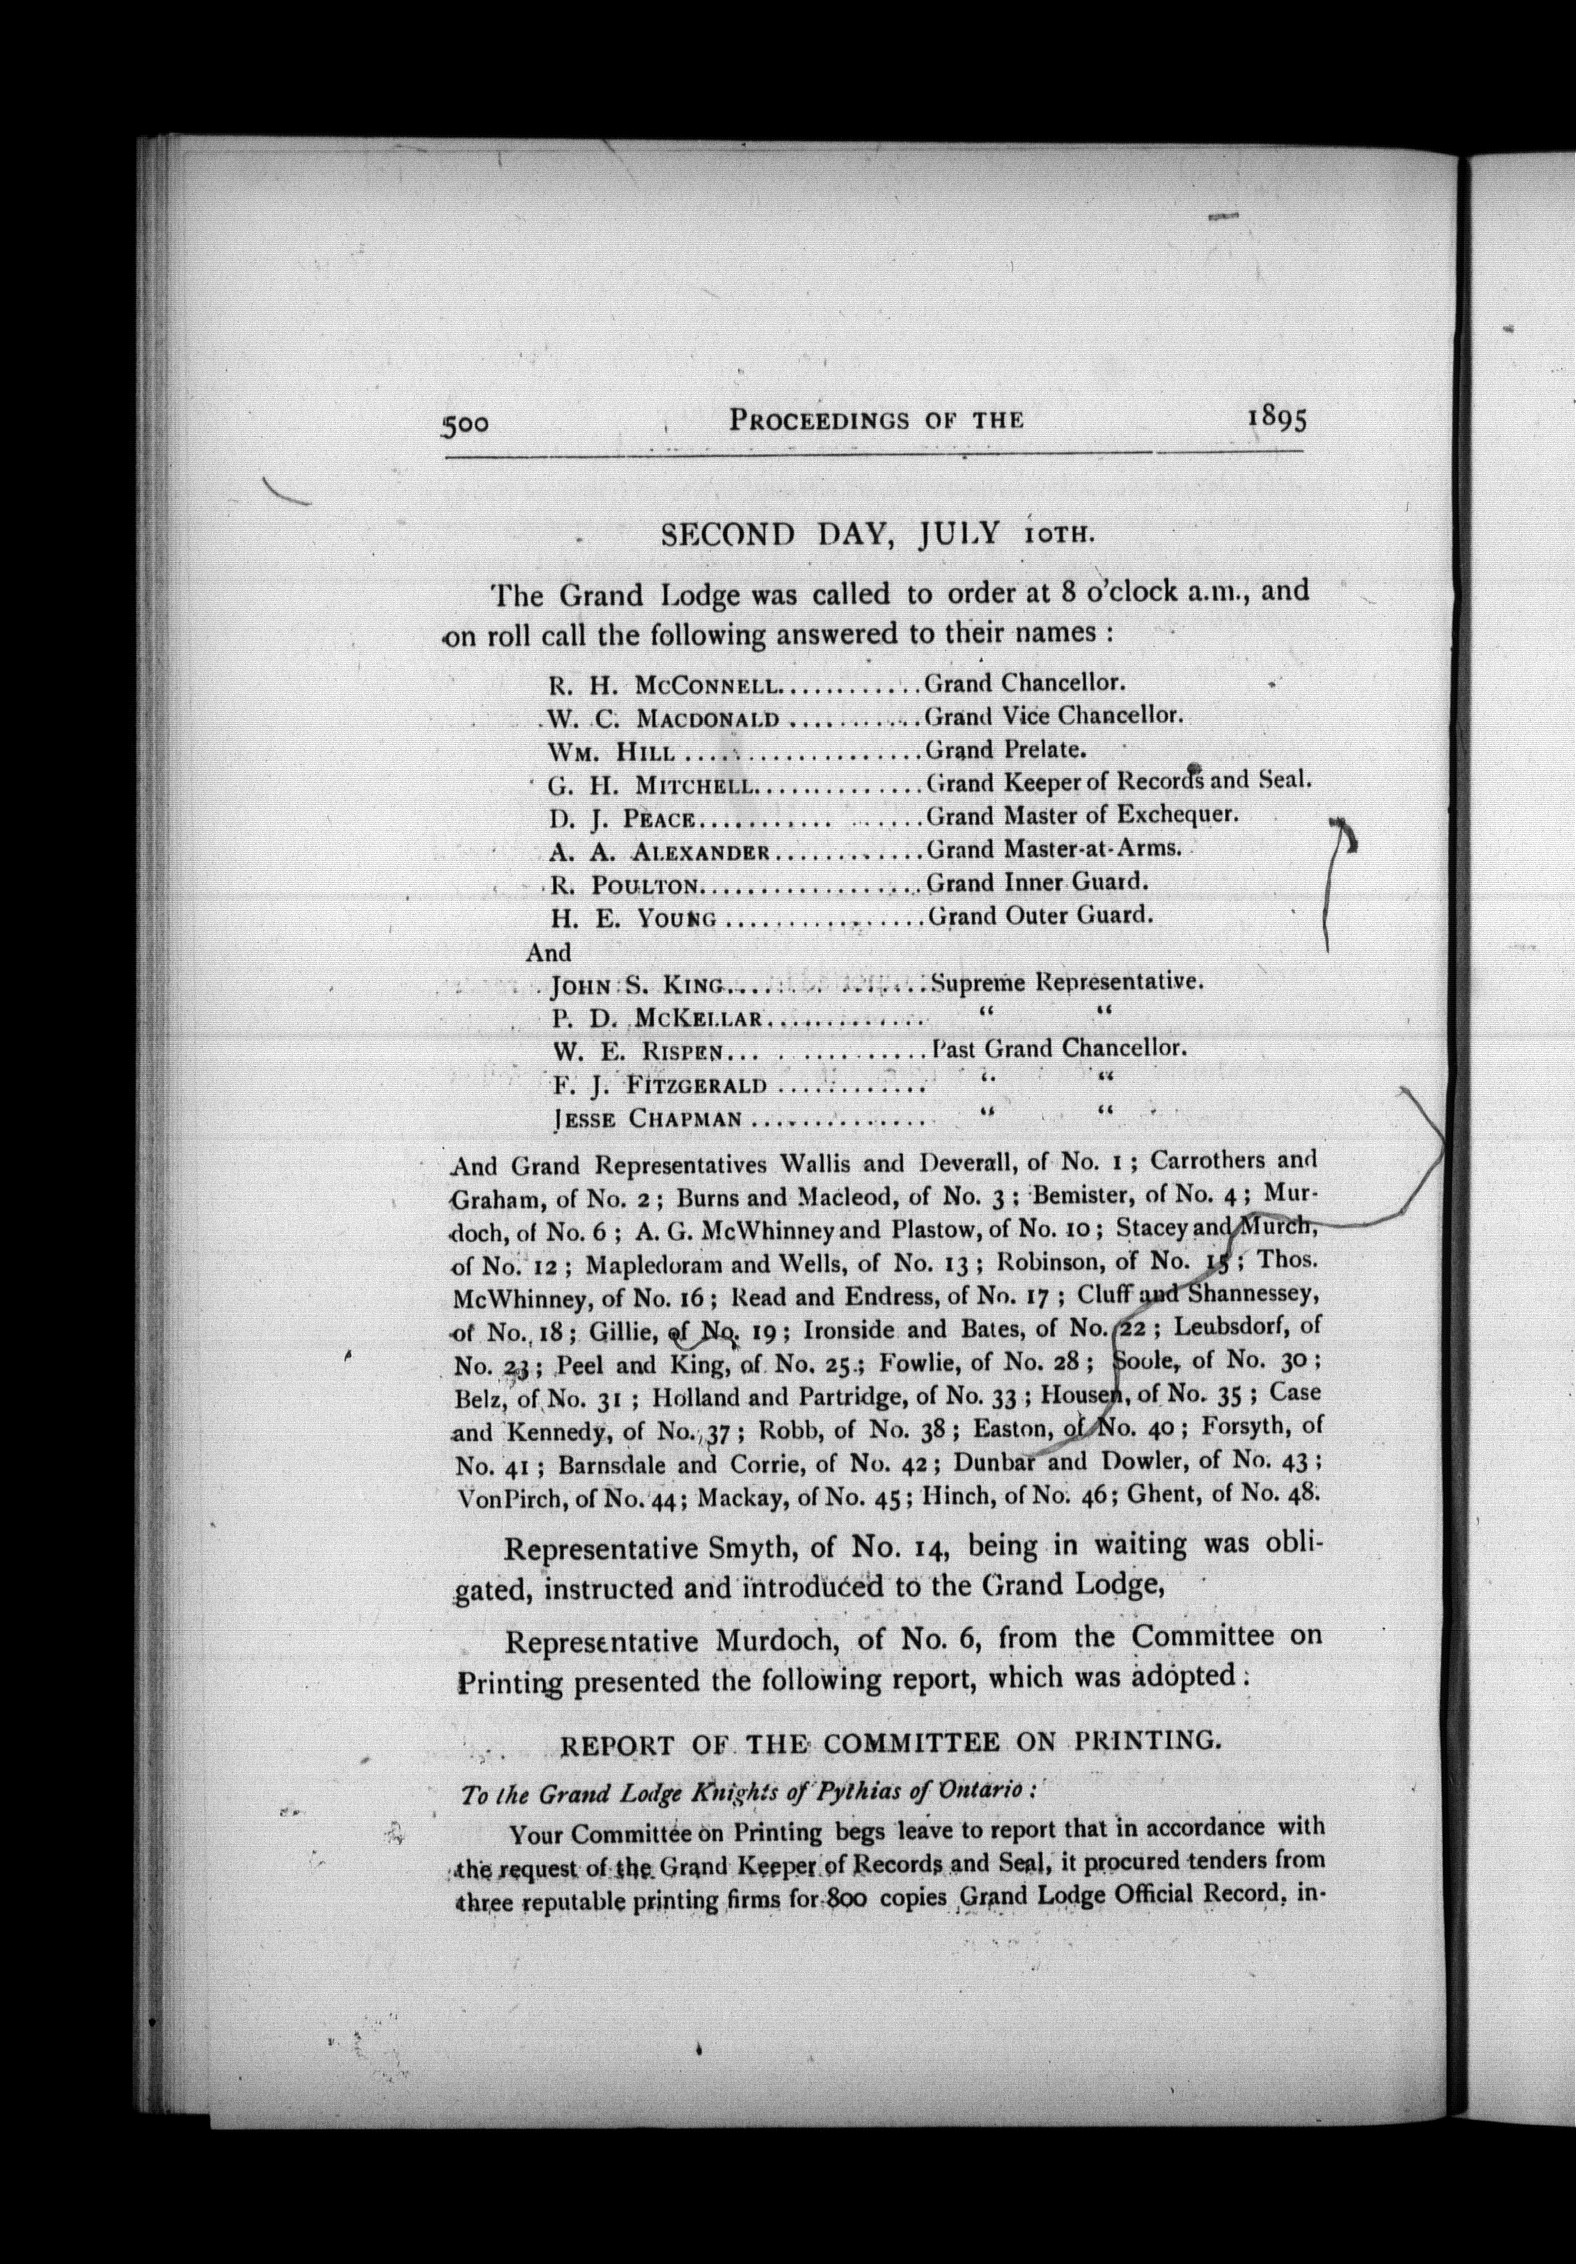 500 PROCEEDINGS OF THE 1895
SECOND DAY, JULY 10TH.
The Grand Lodge was called to order at 8 o'clock a.m., and
on roll call the following answered to their names :
R. H. MCCONNELL............Grand Chancellor.
W. C. MACDONALD ...........Grand Vice Chancellor.
WM. HILL ....................Grand Prelate.
G. H. MITCHELL..............Grand Keeper of Records and Seal.
D. J. PEACE........... ......Grand Master of Exchequer.
A. A. ALEXANDER............Grand Master-at-Arms.
R. POULTON..................Grand Inner Guard.
H. E. YOUNG ................Grand Outer Guard.
And
JOHN S. KING................Supreme Representative.
P. D. MCKELLAR............. “ “
W. E. RISPEN... ............Past Grand Chancellor.
F. J. FITZGERALD ............ “ “
JESSE CHAPMAN .............. “ “
And Grand Representatives Wallis and Deverall, of No. 1 ; Carrothers and
Graham, of No. 2 ; Burns and Macleod, of No. 3 ; Bemister, of No. 4 ; Mur-
doch, of No. 6 ; A. G. McWhinney and Plastow, of No. 10 ; Stacey and Murch,
of No. 12 ; Mapledoram and Wells, of No. 13 ; Robinson, of No. 15 ; Thos.
McWhinney, of No. 16 ; Read and Endress, of No. 17 ; Cluff and Shannessey,
of No. 18 ; Gillie, of No. 19 ; Ironside and Bates, of No. 22 ; Leubsdorf, of
No. 23 ; Peel and King, of No. 25 ; Fowlie, of No. 28 ; Soole, of No. 30 ;
Belz, of No. 31 ; Holland and Partridge, of No. 33 ; Housen, of No. 35 ; Case
and Kennedy, of No. 37 ; Robb, of No. 38 ; Easton, of No. 40 ; Forsyth, of
No. 41 ; Barnsdale and Corrie, of No. 42 ; Dunbar and Dowler, of No. 43 ;
VonPirch, of No. 44 ; Mackay, of No. 45 ; Hinch, of No. 46 ; Ghent, of No. 48.
Representative Smyth, of No. 14, being in waiting was obli-
gated, instructed and introduced to the Grand Lodge,
Representative Murdoch, of No. 6, from the Committee on
Printing presented the following report, which was adopted :
REPORT OF THE COMMITTEE ON PRINTING.
To the Grand Lodge Knights of Pythias of Ontario :
Your Committee on Printing begs leave to report that in accordance with
the request of the Grand Keeper of Records and Seal, it procured tenders from
three reputable printing firms for 800 copies Grand Lodge Official Record, in-